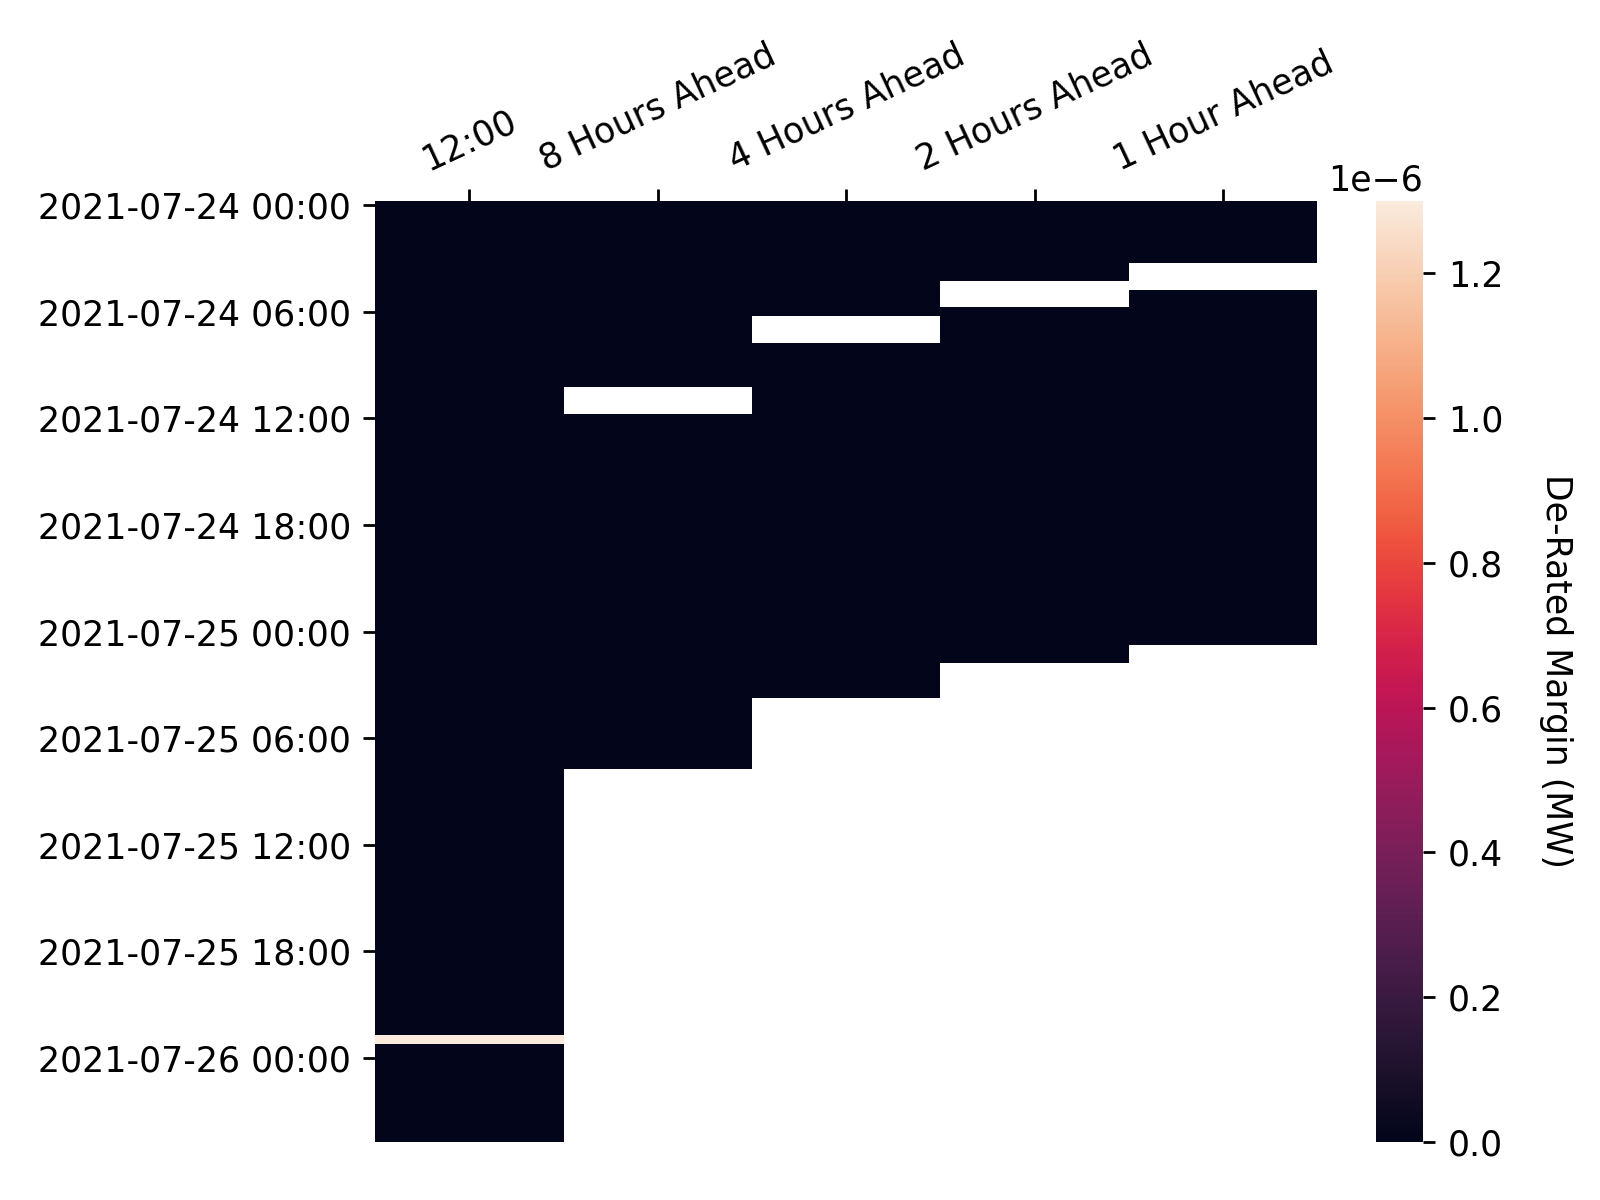 12:00
8 Hours Ahead
4 Hours Ahead
2 Hours Ahead
1 Hour Ahead
2021-07-24 00:00
2021-07-24 06:00
2021-07-24 12:00
2021-07-24 18:00
2021-07-25 00:00
2021-07-25 06:00
2021-07-25 12:00
2021-07-25 18:00
2021-07-26 00:00
1e−6
1.2
1.0
0.8
0.6
0.4
0.2
0.0
De-Rated Margin (MW)